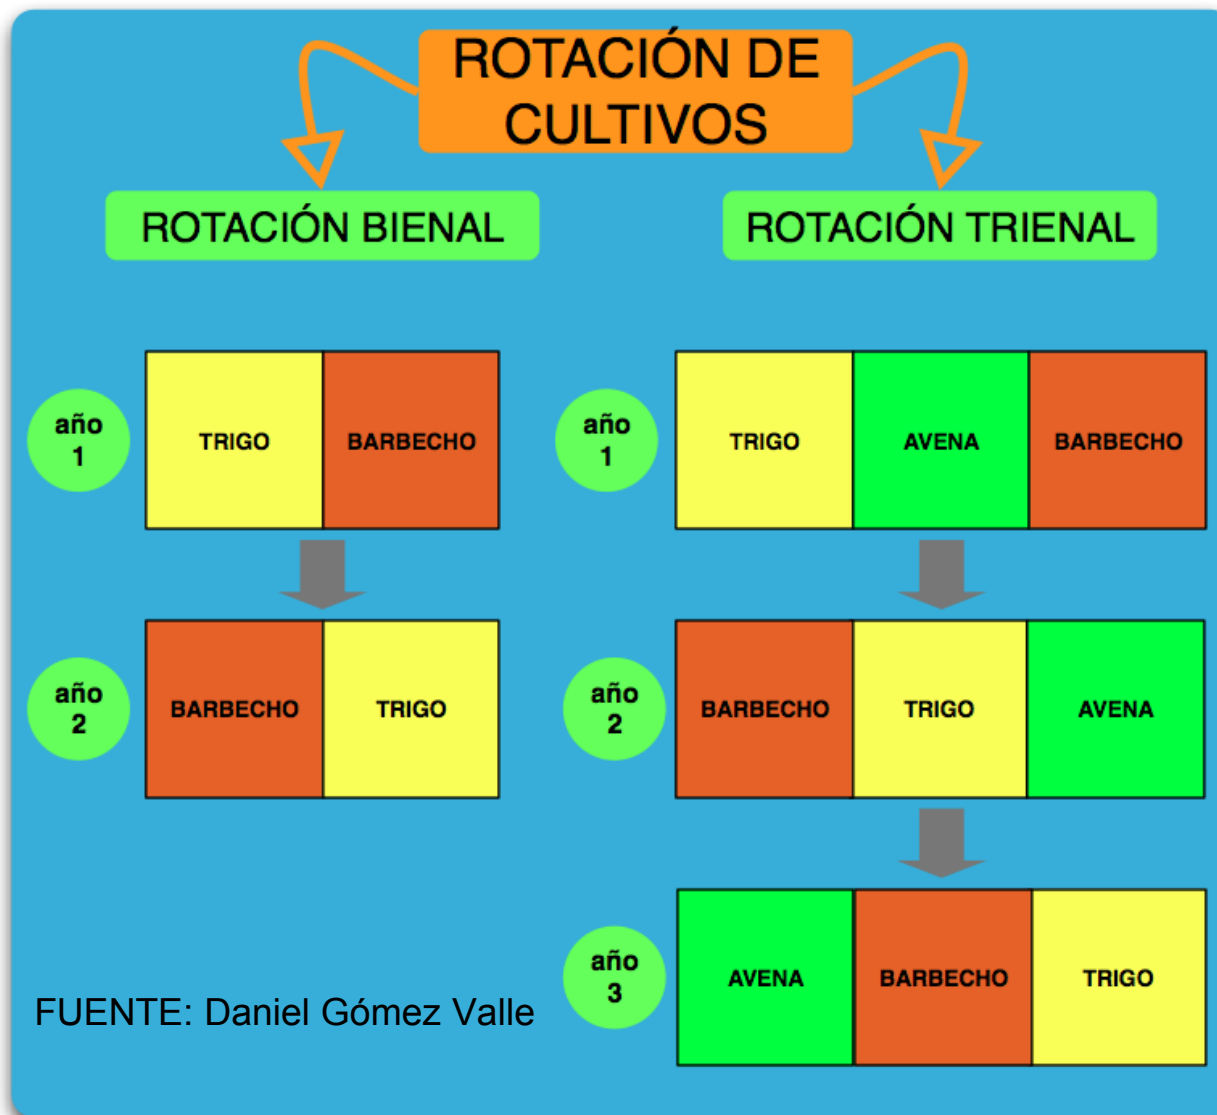 ROTACIÓN DE
CULTIVOS
ROTACIÓN BIENAL
año
1
TRIGO
BARBECHO
año
2
BARBECHO
TRIGO
ROTACIÓN TRIENAL
año
1
TRIGO
AVENA
BARBECHO
año
2
BARBECHO
TRIGO
AVENA
año
3
AVENA
BARBECHO
TRIGO
FUENTE: Daniel Gómez Valle